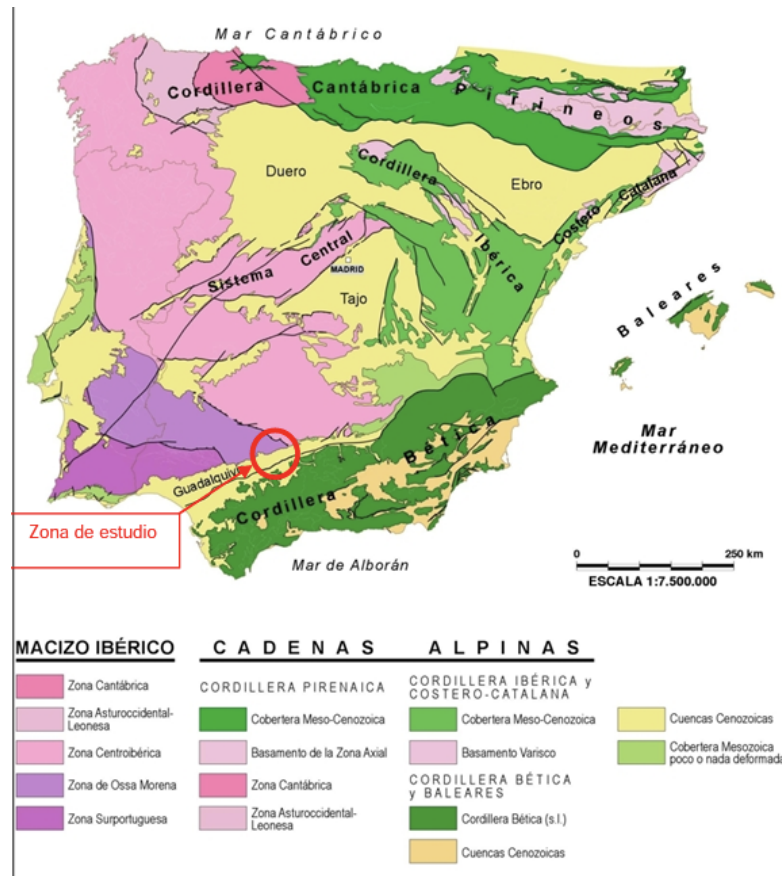 Mar Cantábrico
Cordillera Cantábrica Pirineos
Duero
Cordillera Ibérica
Ebro
Costero Catalana
Sistema Central
MADRID
Tajo
Baleares
Mar
Mediterráneo
Guadalquivi
Cordillera Bética
Zona de estudio
Mar de Alborán
0 250 km
ESCALA 1:7.500.000
MACIZO IBÉRICO
Zona Cantábrica
Zona Asturoccidental-
Leonesa
Zona Centroibérica
Zona de Ossa Morena
Zona Surportuguesa
CADENAS ALPINAS
CORDILLERA PIRENAICA
Cobertera Meso-Cenozoica
Basamento de la Zona Axial
Zona Cantábrica
Zona Asturoccidental-
Leonesa
CORDILLERA IBÉRICA y
COSTERO-CATALANA
Cobertera Meso-Cenozoica
Basamento Varisco
CORDILLERA BÉTICA
y BALEARES
Cordillera Bética (s.l.)
Cuencas Cenozoicas
Cuencas Cenozoicas
Cobertera Mesozoica
poco o nada deformada